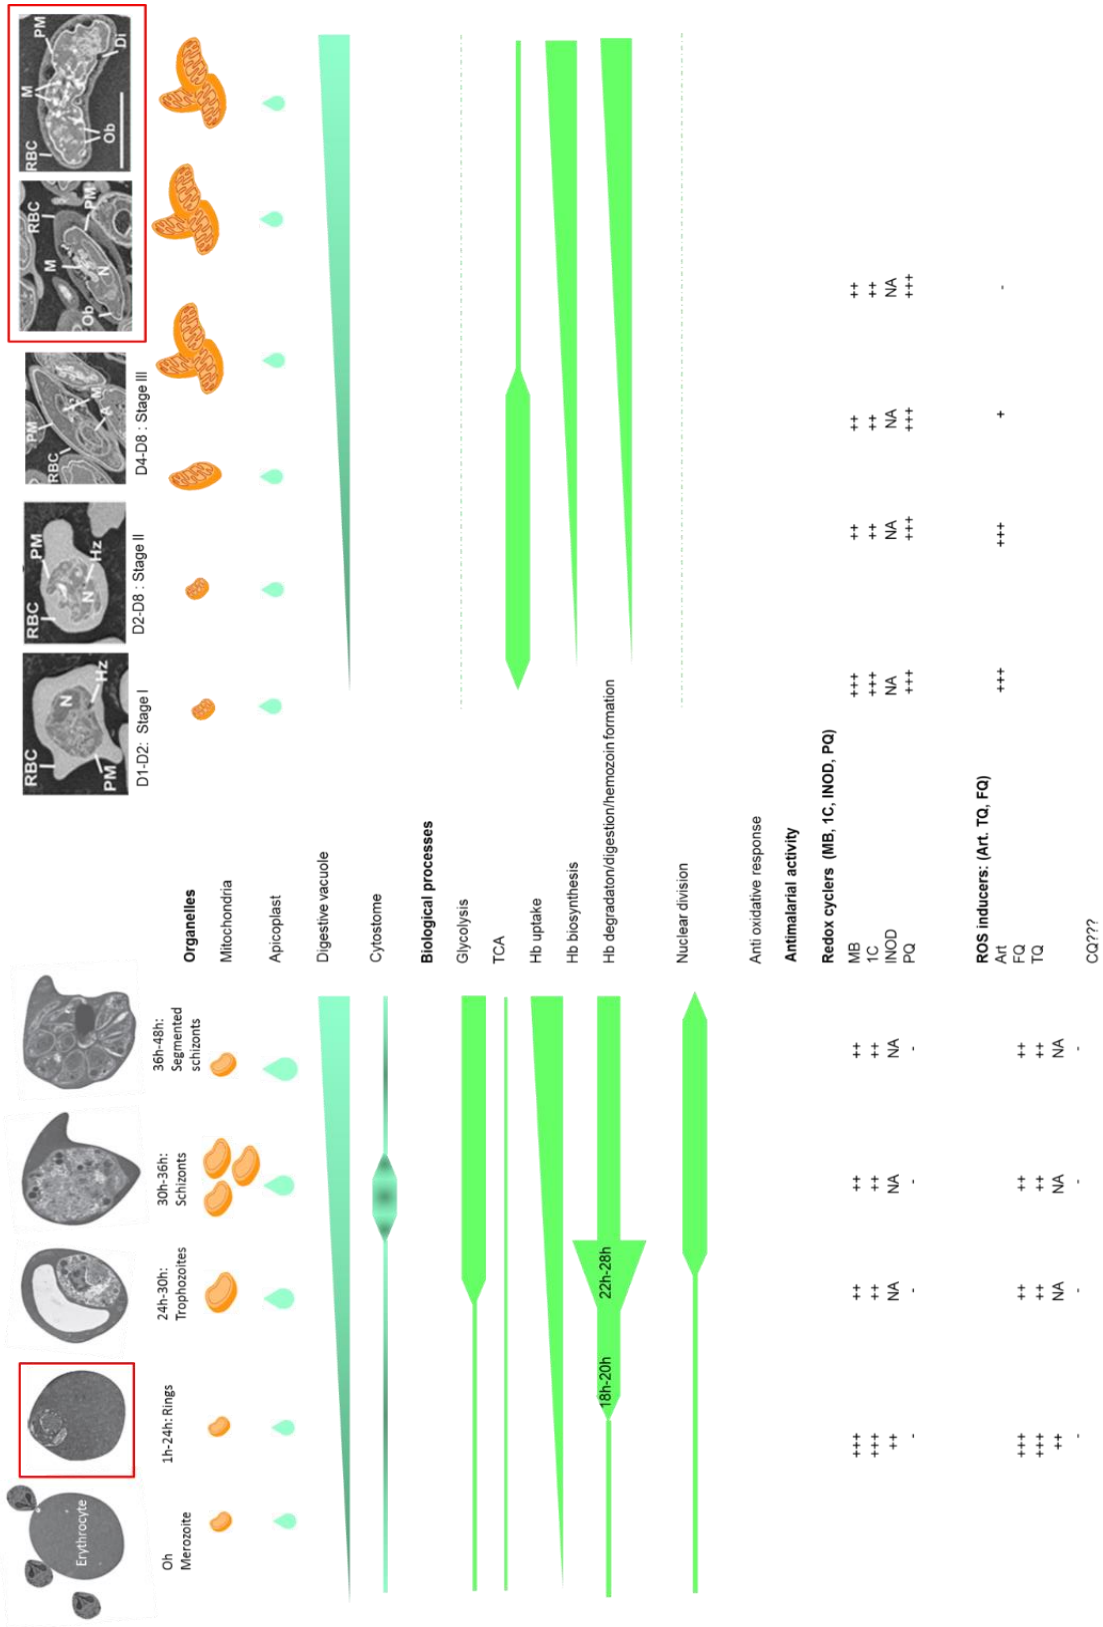 Erythrocyte
RBC
N
Hz
PM
RBC
PM
N
Hz
PM
RBC
M
A
RBC
M
PM
Ob
N
RBC
M
PM
Ob
Di
Oh
Merozoite
1h-24h: Rings
24h-30h:
Trophozoites
30h-36h:
Schizonts
36h-48h:
Segmented
schizonts
D1-D2: Stage I
D2-D8 : Stage II
D4-D8 : Stage III
Organelles
Mitochondria
Apicoplast
Digestive vacuole
Cytostome
Biological processes
Glycolysis
TCA
Hb uptake
Hb biosynthesis
18h-20h
22h-28h
Hb degradaton/digestion/hemozoin formation
Nuclear division
Anti oxidative response
Antimalarial activity
Redox cyclers (MB, 1C, INOD, PQ)
+++ ++ ++ ++ MB +++ ++ ++ ++
+++ ++ ++ ++ 1C +++ ++ ++ ++
++ NA NA NA INOD NA NA NA NA
- - - - PQ +++ +++ +++ +++
ROS inducers: (Art. TQ, FQ)
Art +++ +++ + -
+++ ++ ++ ++ FQ
+++ ++ ++ ++ TQ
++ NA NA NA
- - - - CQ???